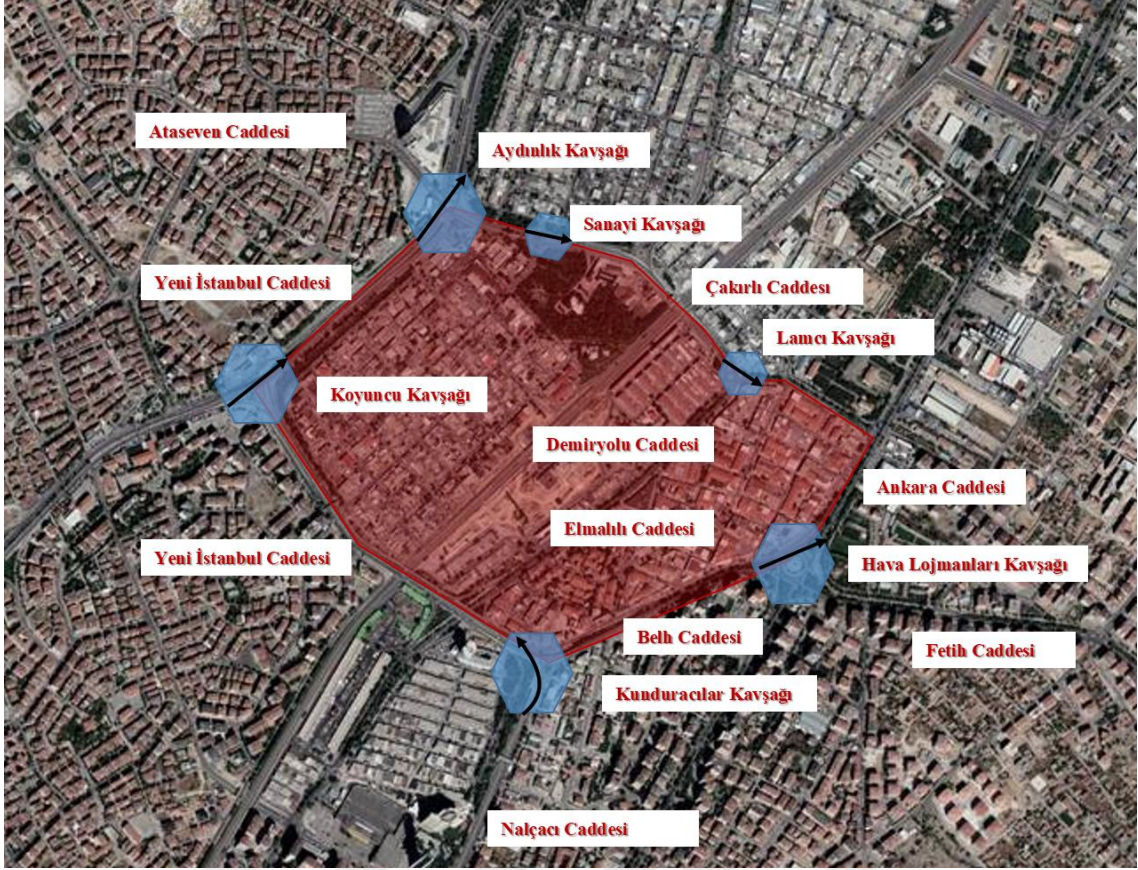 Ataseven Caddesi
Aydınlık Kavşağı
Sanayi Kavşağı
Yeni İstanbul Caddesi
Çakırlı Caddesı
Lamcı Kavşağı
Koyuncu Kavşağı
Demiryolu Caddesi
Ankara Caddesi
Elmalılı Caddesi
Yeni İstanbul Caddesi
Hava Lojmanları Kavşağı
Belh Caddesi
Fetih Caddesi
Kunduracılar Kavşağı
Nalçacı Caddesi